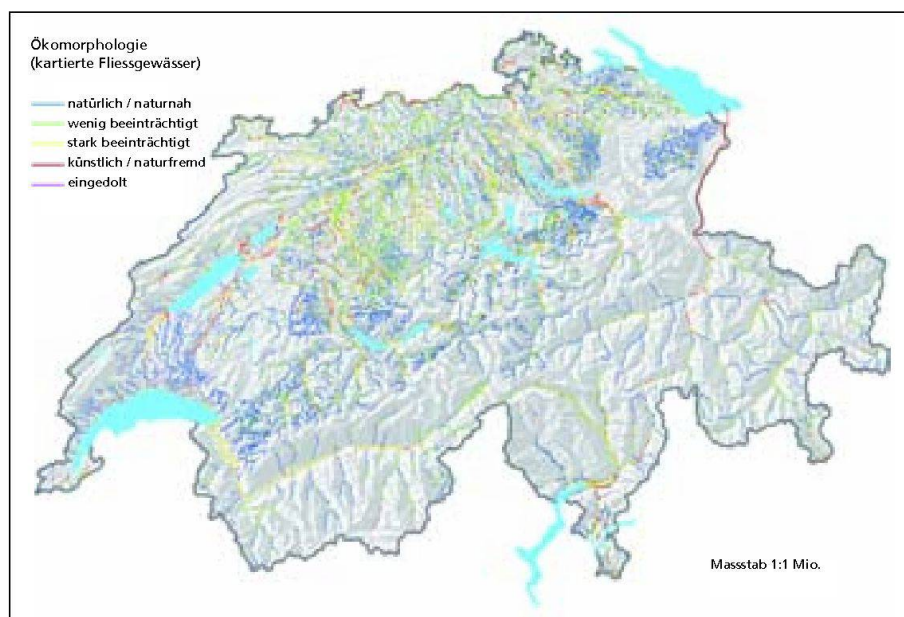 Ökomorphologie
(kartierte Fliessgewässer)
natürlich / naturnah
wenig beeinträchtigt
stark beeinträchtigt
künstlich / naturfremd
eingedolt
Massstab 1:1 Mio.